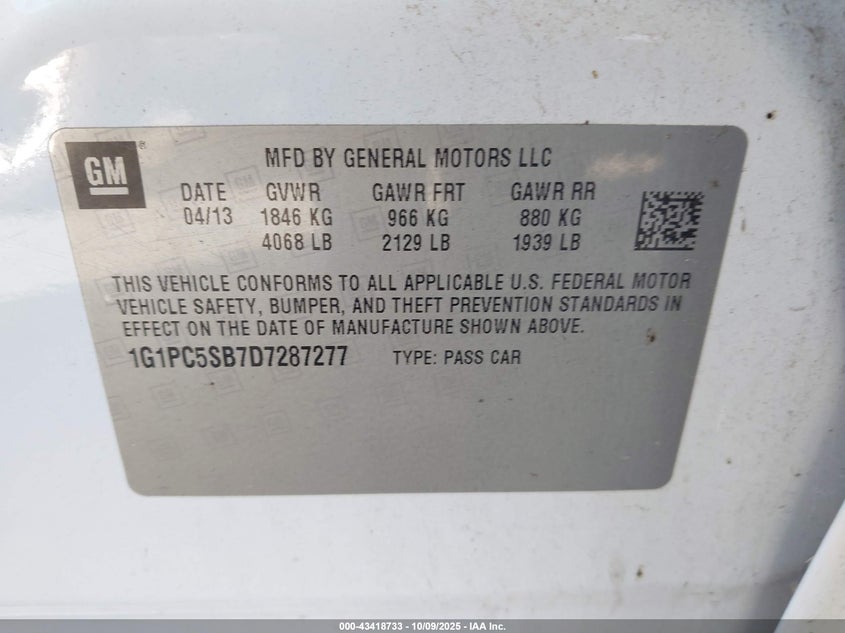 GM
MFD BY GENERAL MOTORS LLC
DATE GVWR GAWR FRT GAWR RR
04/13 1846 KG 966 KG 880 KG
4068 LB 2129 LB 1939 LB
THIS VEHICLE CONFORMS TO ALL APPLICABLE U.S. FEDERAL MOTOR
VEHICLE SAFETY, BUMPER, AND THEFT PREVENTION STANDARDS IN
EFFECT ON THE DATE OF MANUFACTURE SHOWN ABOVE.
1G1PC5SB7D7287277 TYPE: PASS CAR
000-43418733 - 10/09/2025 - IAA Inc.